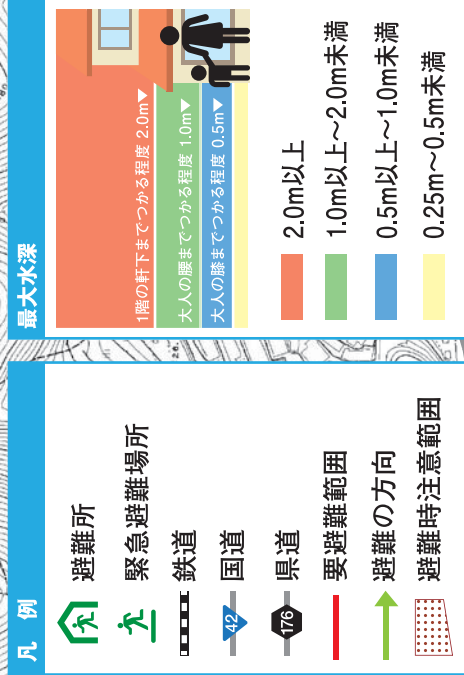 凡 例
避難所
緊急避難場所
鉄道
42 国道
176 県道
要避難範囲
避難の方向
避難時注意範囲
最大水深
1階の軒下までつかる程度 2.0m▼
大人の腰までつかる程度 1.0m▼
大人の膝までつかる程度 0.5m▼
2.0m以上
1.0m以上～2.0m未満
0.5m以上～1.0m未満
0.25m～0.5m未満